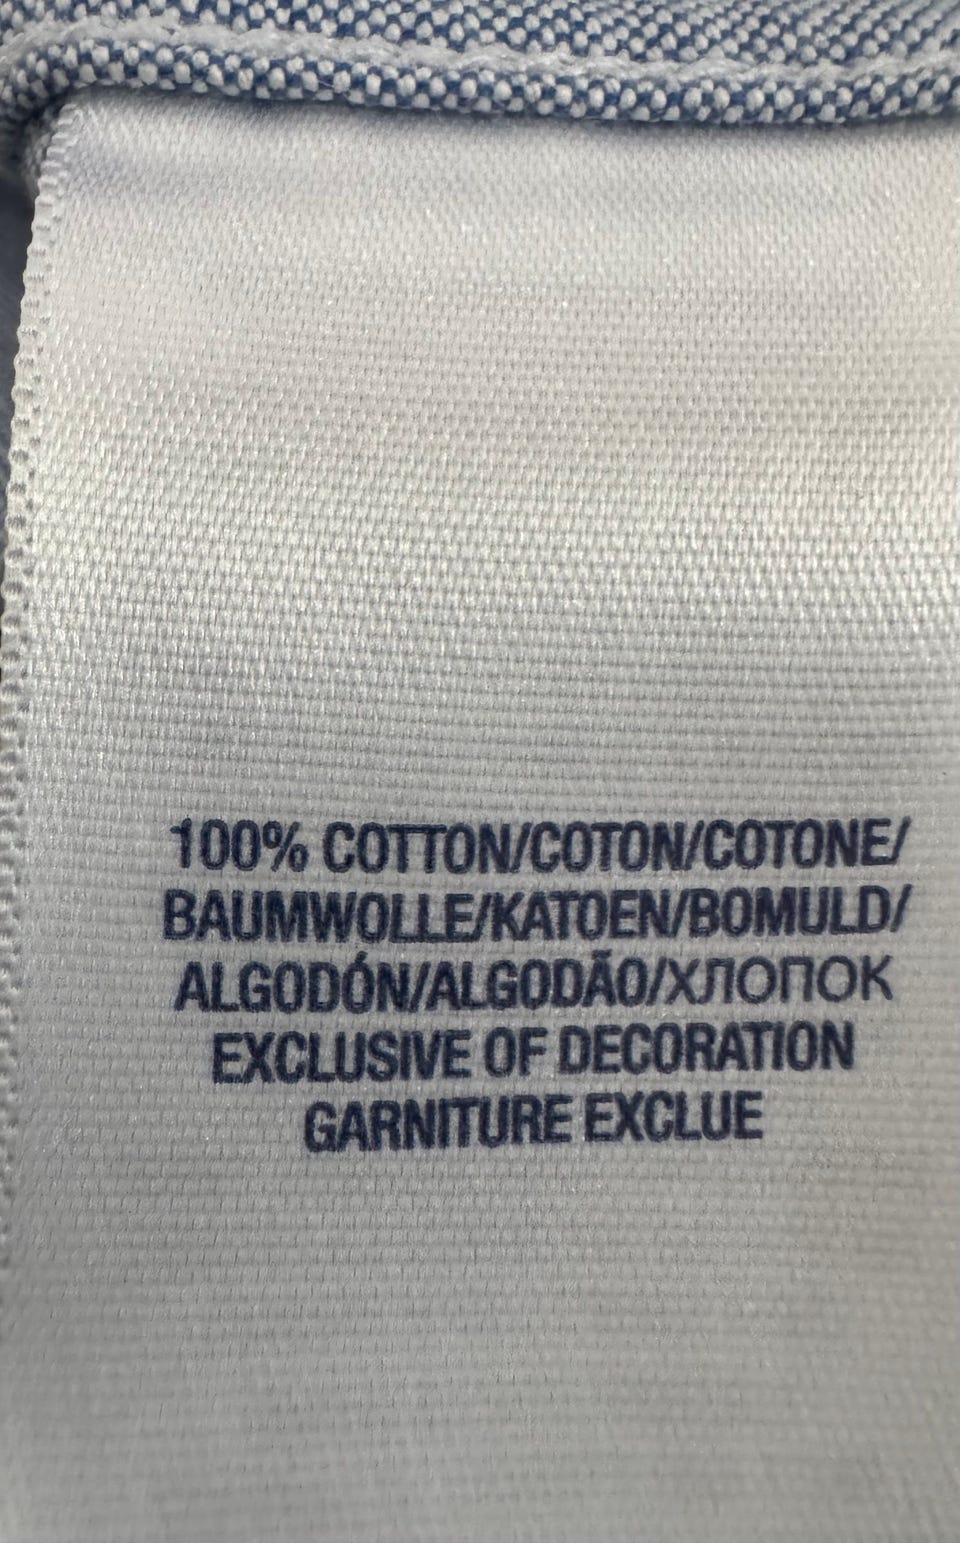 100% COTTON/COTON/COTONE/
BAUMWOLLE/KATOEN/BOMULD/
ALGODÓN/ALGODÃO/ХЛОПОК
EXCLUSIVE OF DECORATION
GARNITURE EXCLUE